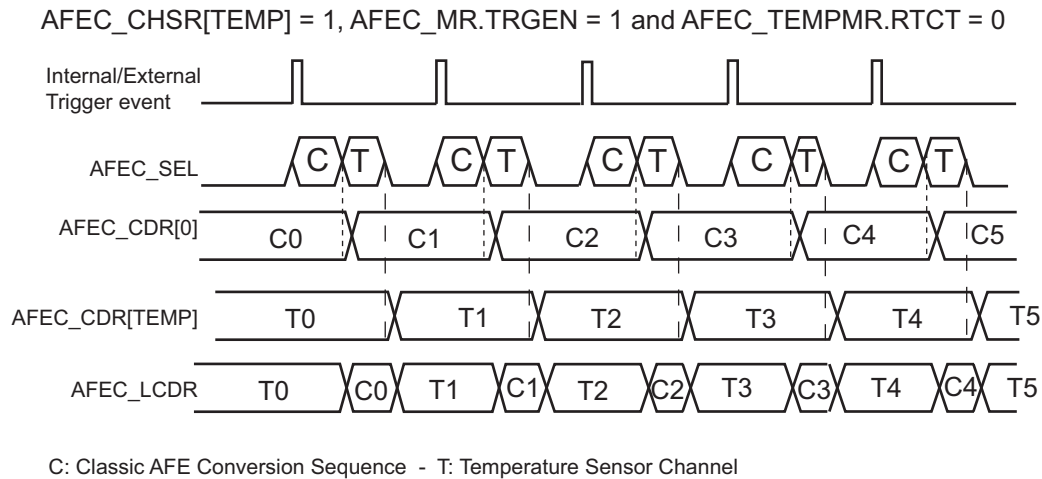 AFEC_CHSR[TEMP] = 1, AFEC_MR.TRGEN = 1 and AFEC_TEMPMR.RTCT = 0
Internal/External
Trigger event
AFEC_SEL C T C T C T C T C T
AFEC_CDR[0] C0 C1 C2 C3 C4 C5
AFEC_CDR[TEMP] T0 T1 T2 T3 T4 T5
AFEC_LCDR T0 C0 T1 C1 T2 C2 T3 C3 T4 C4 T5
C: Classic AFE Conversion Sequence - T: Temperature Sensor Channel